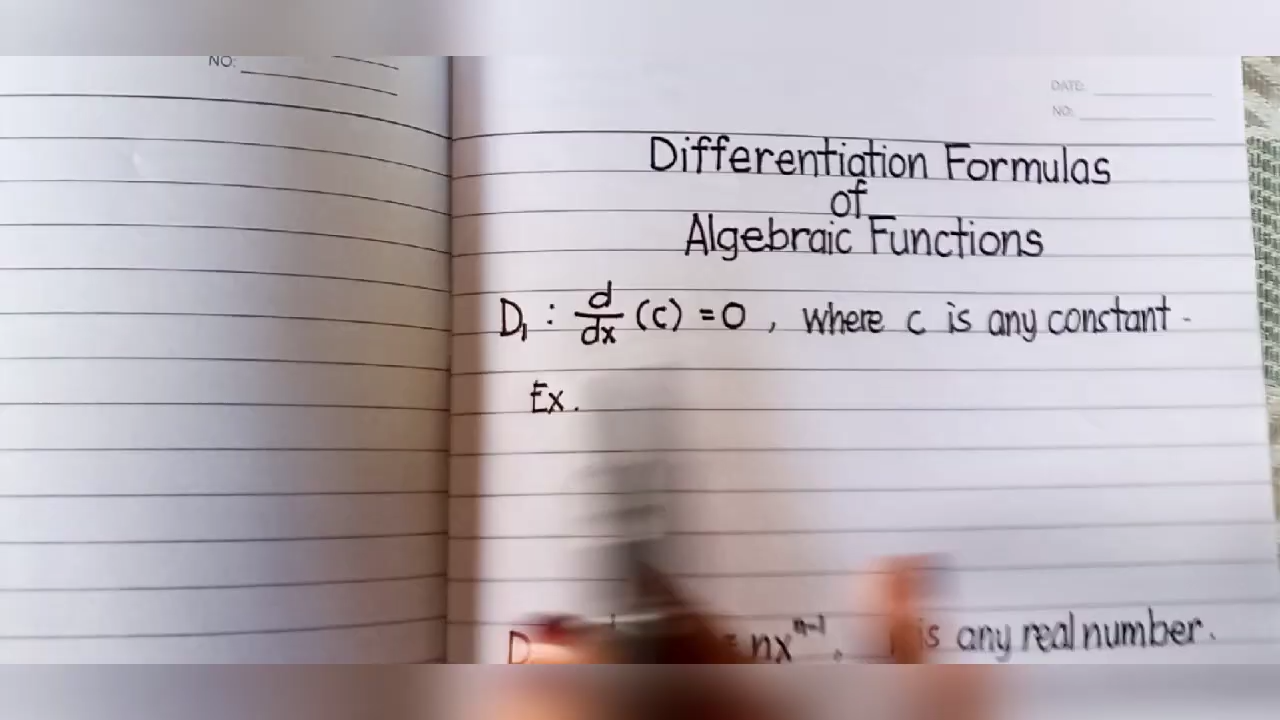 NO:
DATE:
NO:
Differentiation Formulas
of
Algebraic Functions
D₁ : d/dx (c) = 0 , where c is any constant.
Ex.
D = nxⁿ⁻¹, is any real number.